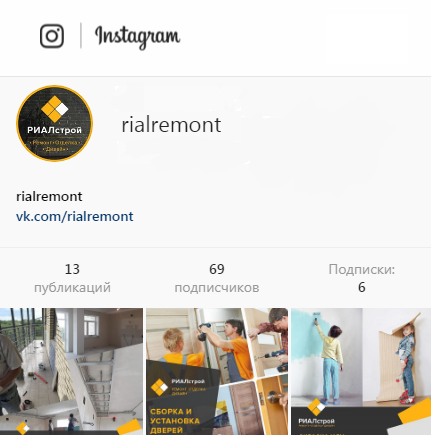 Instagram
РИАЛстрой
• Ремонт • Отделка
• Дизайн •
rialremont
rialremont
vk.com/rialremont
13
публикаций
69
подписчиков
Подписки:
6
РИАЛстрой
СБОРКА И
УСТАНОВКА
ДВЕРЕЙ
РИАЛстрой